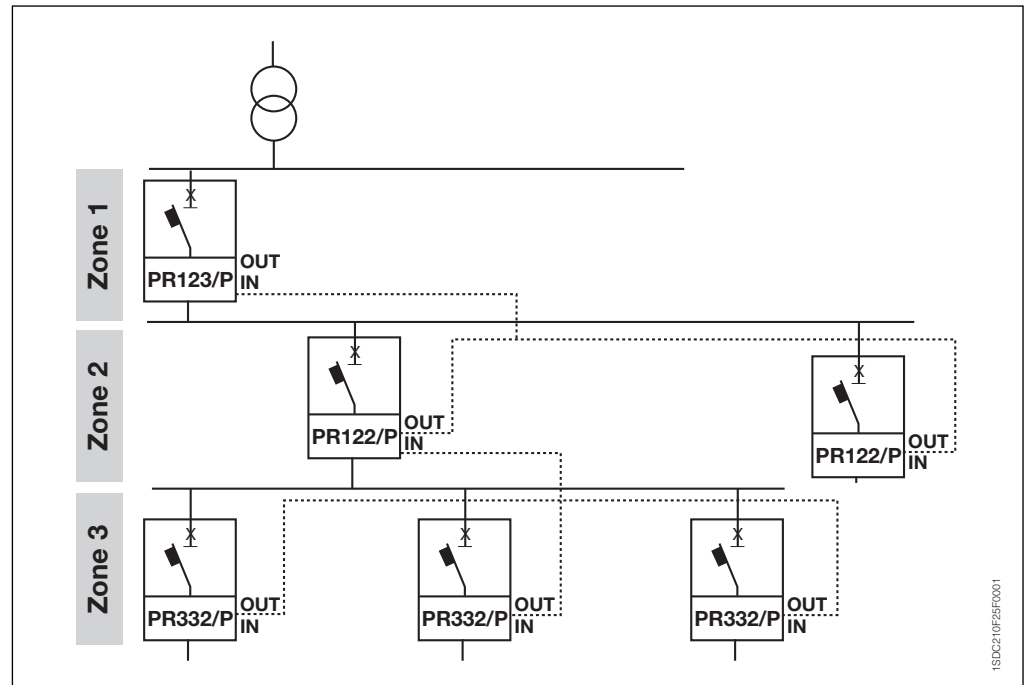 Zone 1
PR123/P
OUT
IN
Zone 2
PR122/P
OUT
IN
PR122/P
OUT
IN
Zone 3
PR332/P
OUT
IN
PR332/P
OUT
IN
PR332/P
OUT
IN
1SDC210F25F0001